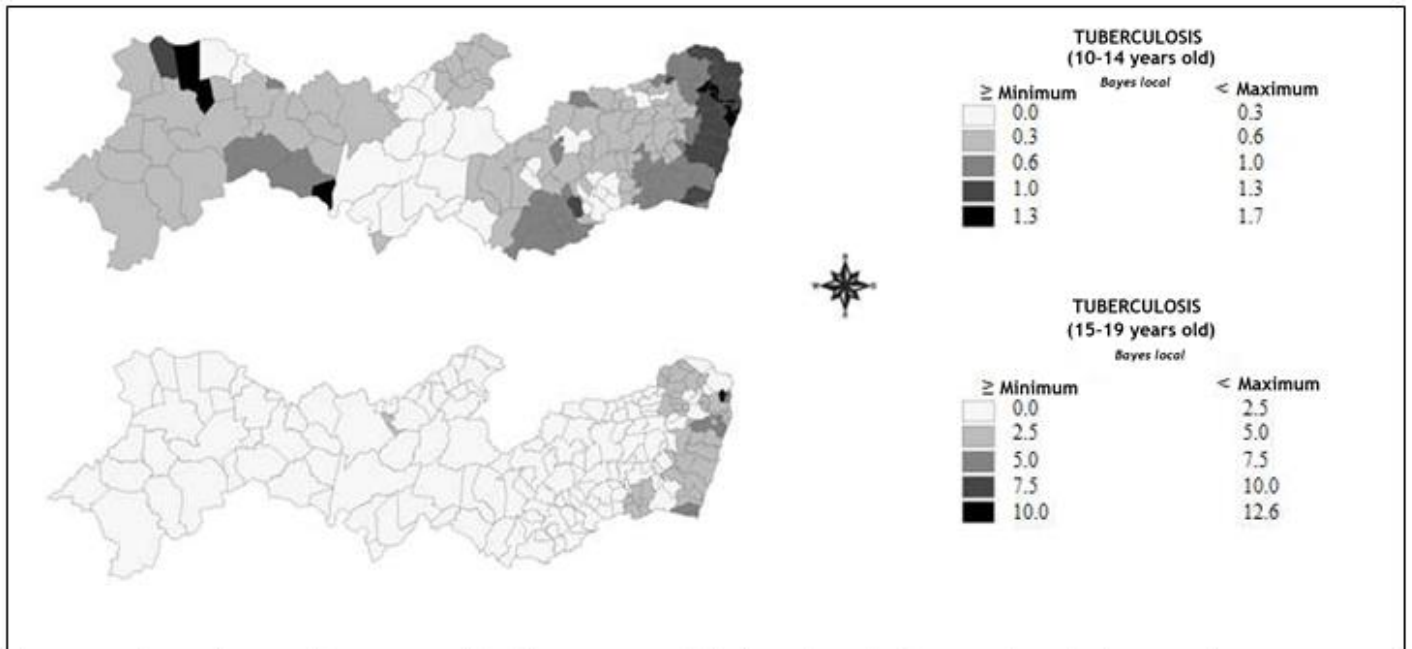 TUBERCULOSIS
(10-14 years old)
Bayes local
≥ Minimum < Maximum
0.0 0.3
0.3 0.6
0.6 1.0
1.0 1.3
1.3 1.7
TUBERCULOSIS
(15-19 years old)
Bayes local
≥ Minimum < Maximum
0.0 2.5
2.5 5.0
5.0 7.5
7.5 10.0
10.0 12.6